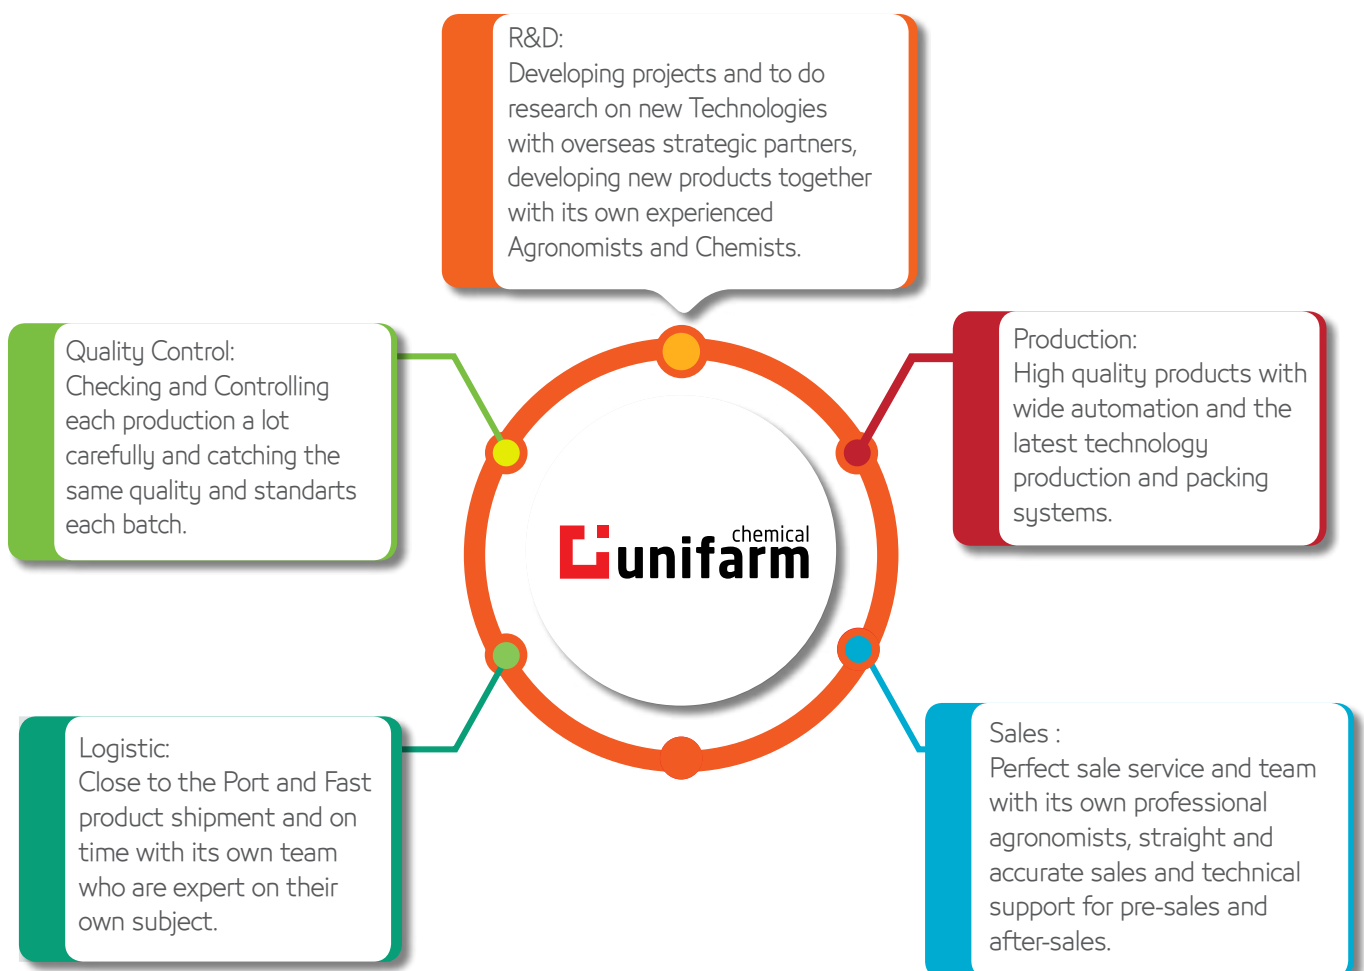 R&D:
Developing projects and to do
research on new Technologies
with overseas strategic partners,
developing new products together
with its own experienced
Agronomists and Chemists.
Quality Control:
Checking and Controlling
each production a lot
carefully and catching the
same quality and standarts
each batch.
Production:
High quality products with
wide automation and the
latest technology
production and packing
systems.
chemical
unifarm
Logistic:
Close to the Port and Fast
product shipment and on
time with its own team
who are expert on their
own subject.
Sales :
Perfect sale service and team
with its own professional
agronomists, straight and
accurate sales and technical
support for pre-sales and
after-sales.